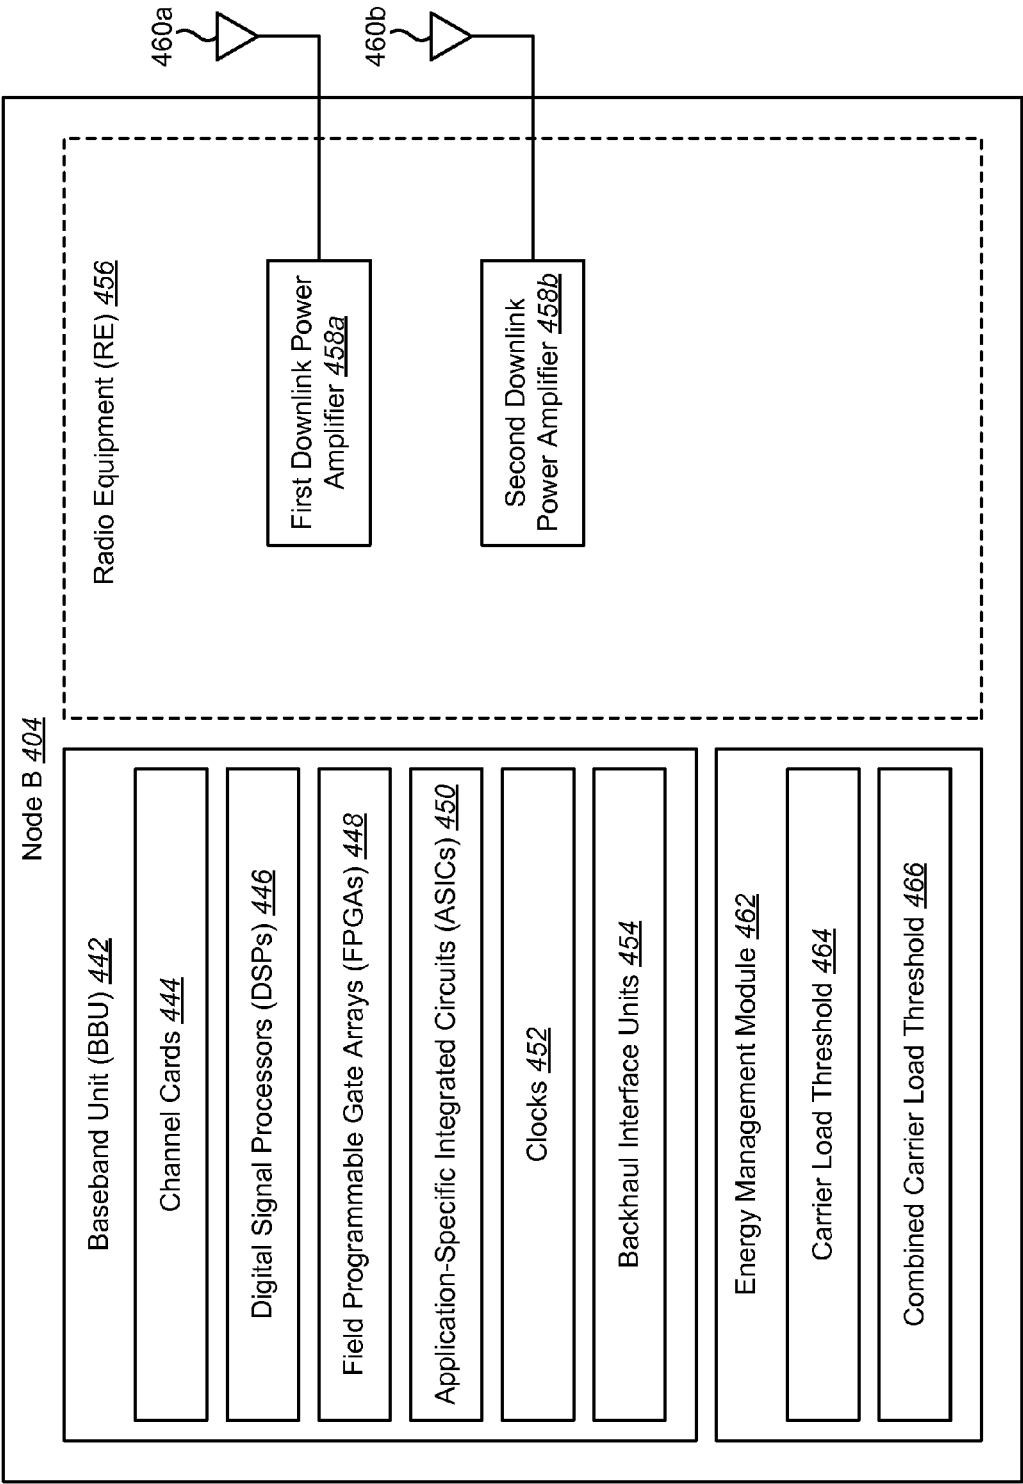 Node B 404
Baseband Unit (BBU) 442
Channel Cards 444
Digital Signal Processors (DSPs) 446
Field Programmable Gate Arrays (FPGAs) 448
Application-Specific Integrated Circuits (ASICs) 450
Clocks 452
Backhaul Interface Units 454
Energy Management Module 462
Carrier Load Threshold 464
Combined Carrier Load Threshold 466
Radio Equipment (RE) 456
First Downlink Power
Amplifier 458a
Second Downlink
Power Amplifier 458b
460a
460b